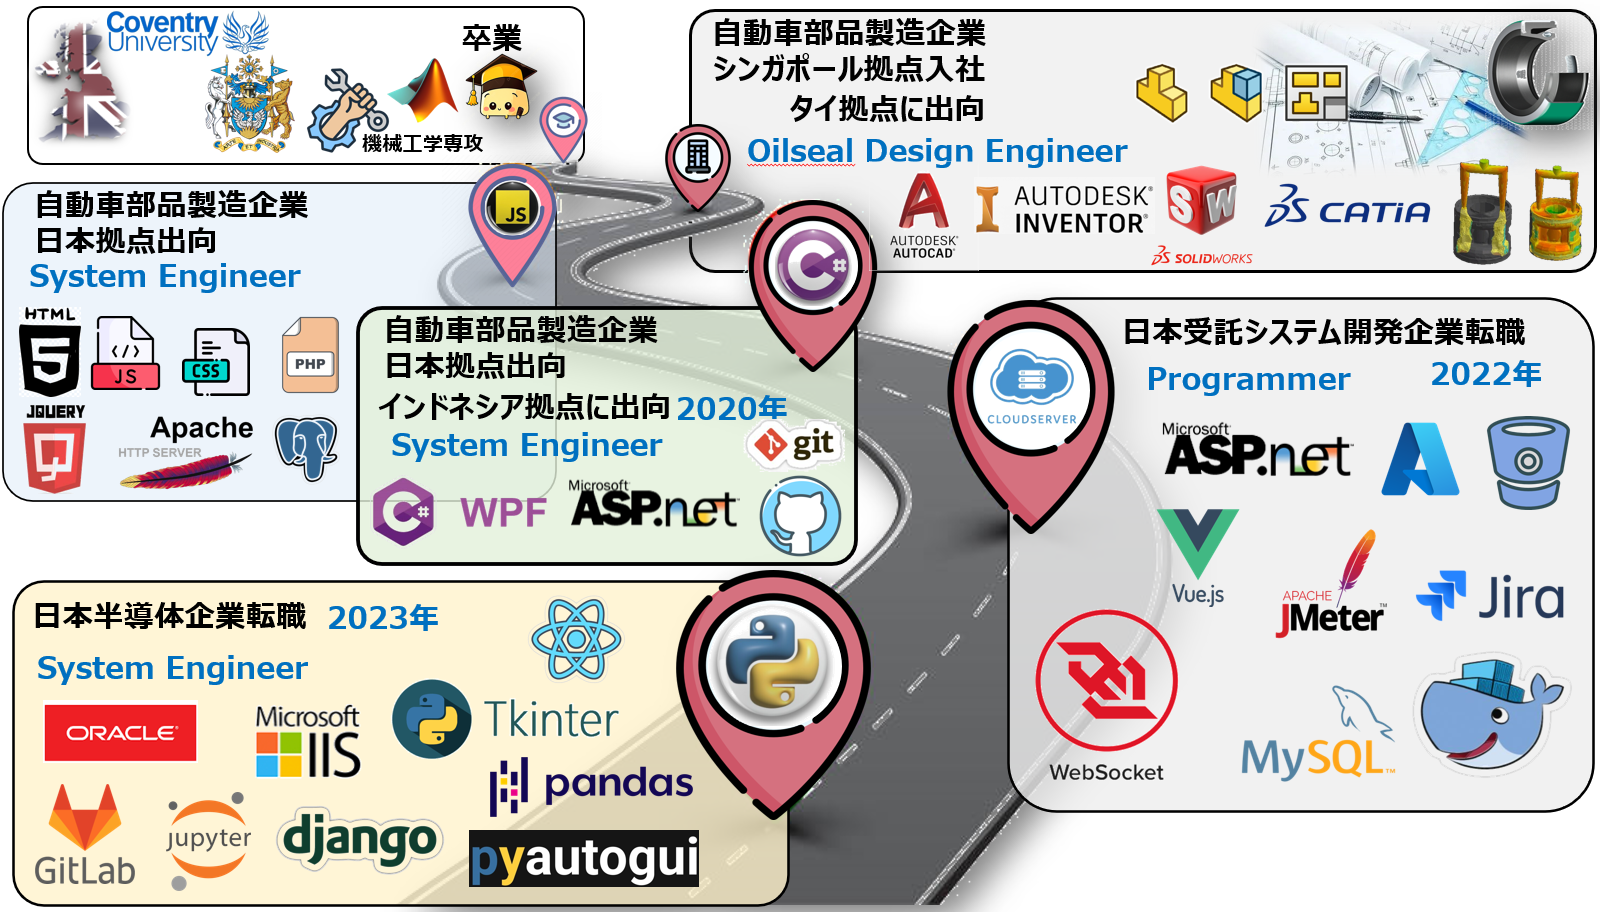 Coventry
University
卒業
機械工学専攻
自動車部品製造企業
シンガポール拠点入社
タイ拠点に出向
Oilseal Design Engineer
AUTODESK®
AUTOCAD®
AUTODESK®
INVENTOR®
SW
SOLIDWORKS
CATIA
自動車部品製造企業
日本拠点出向
System Engineer
JS
HTML
5
JS
CSS
PHP
JQUERY
Apache
HTTP SERVER
C#
自動車部品製造企業
日本拠点出向
インドネシア拠点に出向 2020年
System Engineer
git
C#
WPF
Microsoft
ASP.net™
CLOUDSERVER
日本受託システム開発企業転職
Programmer 2022年
Microsoft
ASP.net™
Vue.js
APACHE
JMeter™
Jira
WebSocket
MySQL™
日本半導体企業転職 2023年
System Engineer
ORACLE®
Microsoft
IIS
Tkinter
pandas
GitLab
jupyter
django
pyautogui